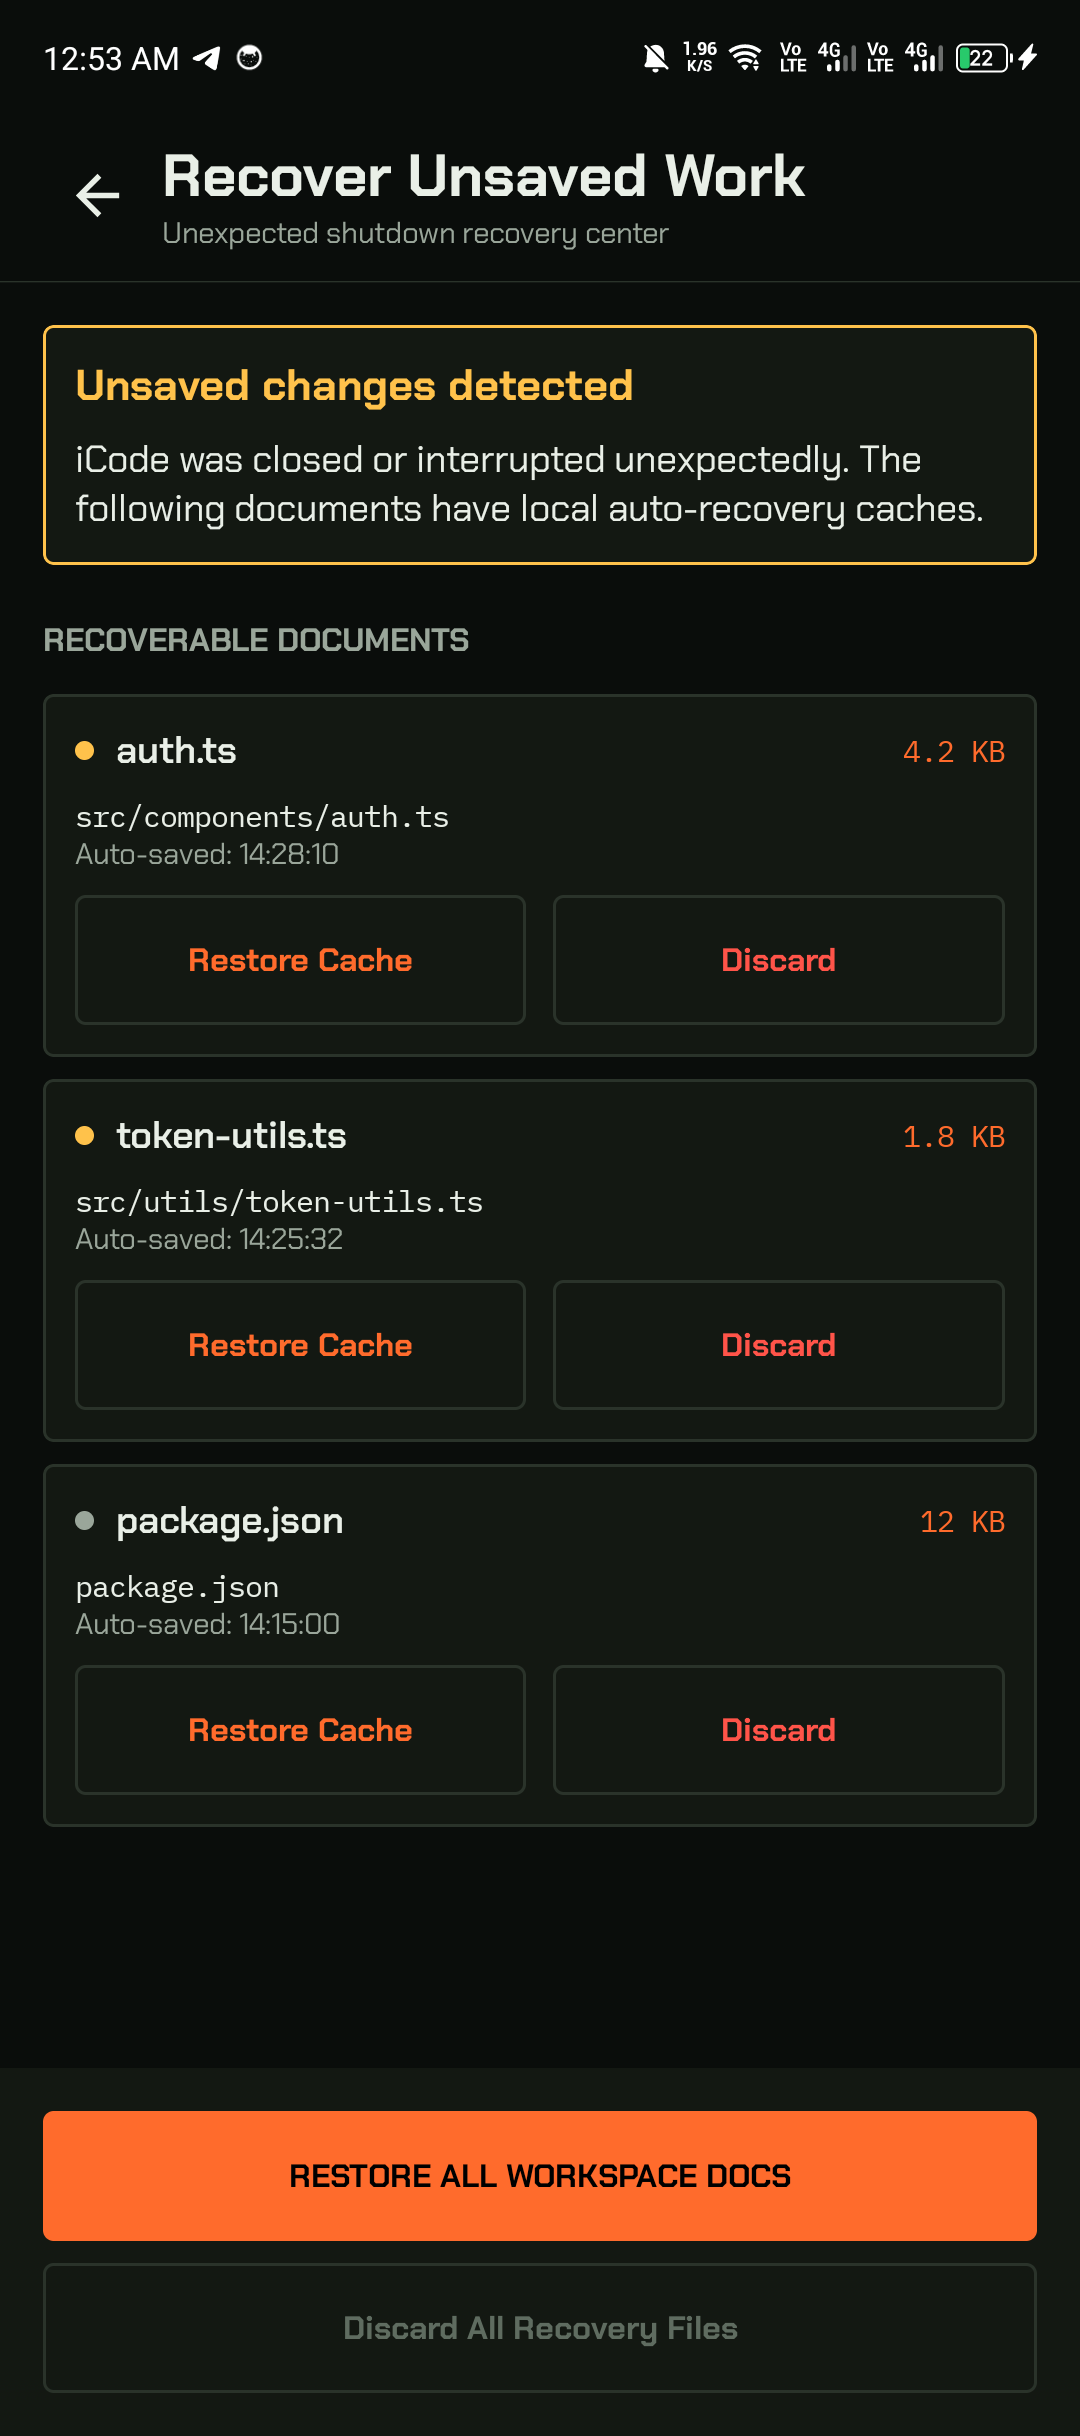 12:53 AM
1.96 K/S Vo LTE 4G Vo LTE 4G 22
Recover Unsaved Work
Unexpected shutdown recovery center
Unsaved changes detected
iCode was closed or interrupted unexpectedly. The
following documents have local auto-recovery caches.
RECOVERABLE DOCUMENTS
auth.ts 4.2 KB
src/components/auth.ts
Auto-saved: 14:28:10
Restore Cache Discard
token-utils.ts 1.8 KB
src/utils/token-utils.ts
Auto-saved: 14:25:32
Restore Cache Discard
package.json 12 KB
package.json
Auto-saved: 14:15:00
Restore Cache Discard
RESTORE ALL WORKSPACE DOCS
Discard All Recovery Files